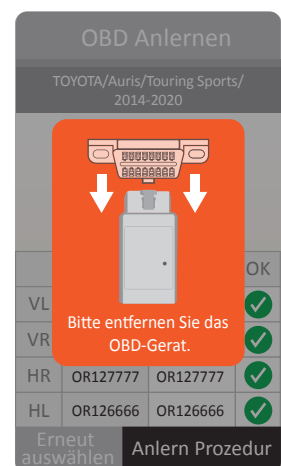 OBD Anlernen
TOYOTA/Auris/Touring Sports/
2014-2020
OK
VL
VR
Bitte entfernen Sie das
OBD-Gerat.
HR OR127777 OR127777
HL OR126666 OR126666
Erneut
auswählen
Anlern Prozedur